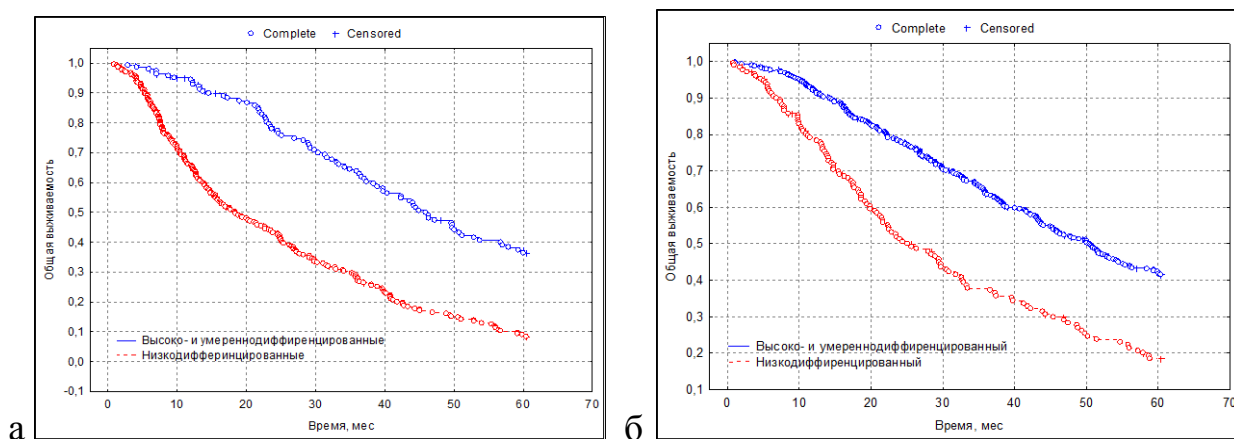 Complete Censored
1,0
0,9
0,8
0,7
0,6
0,5
0,4
0,3
0,2
0,1
0,0
-0,1
Общая выживаемость
Высоко- и умереннодиффиренцированные
Низкодифферинцированные
0 10 20 30 40 50 60 70
Время, мес
а
Complete Censored
1,0
0,9
0,8
0,7
0,6
0,5
0,4
0,3
0,2
0,1
Общая выживаемость
Высоко- и умереннодиффиренцированный
Низкодиффиренцированный
0 10 20 30 40 50 60 70
Время, мес
б